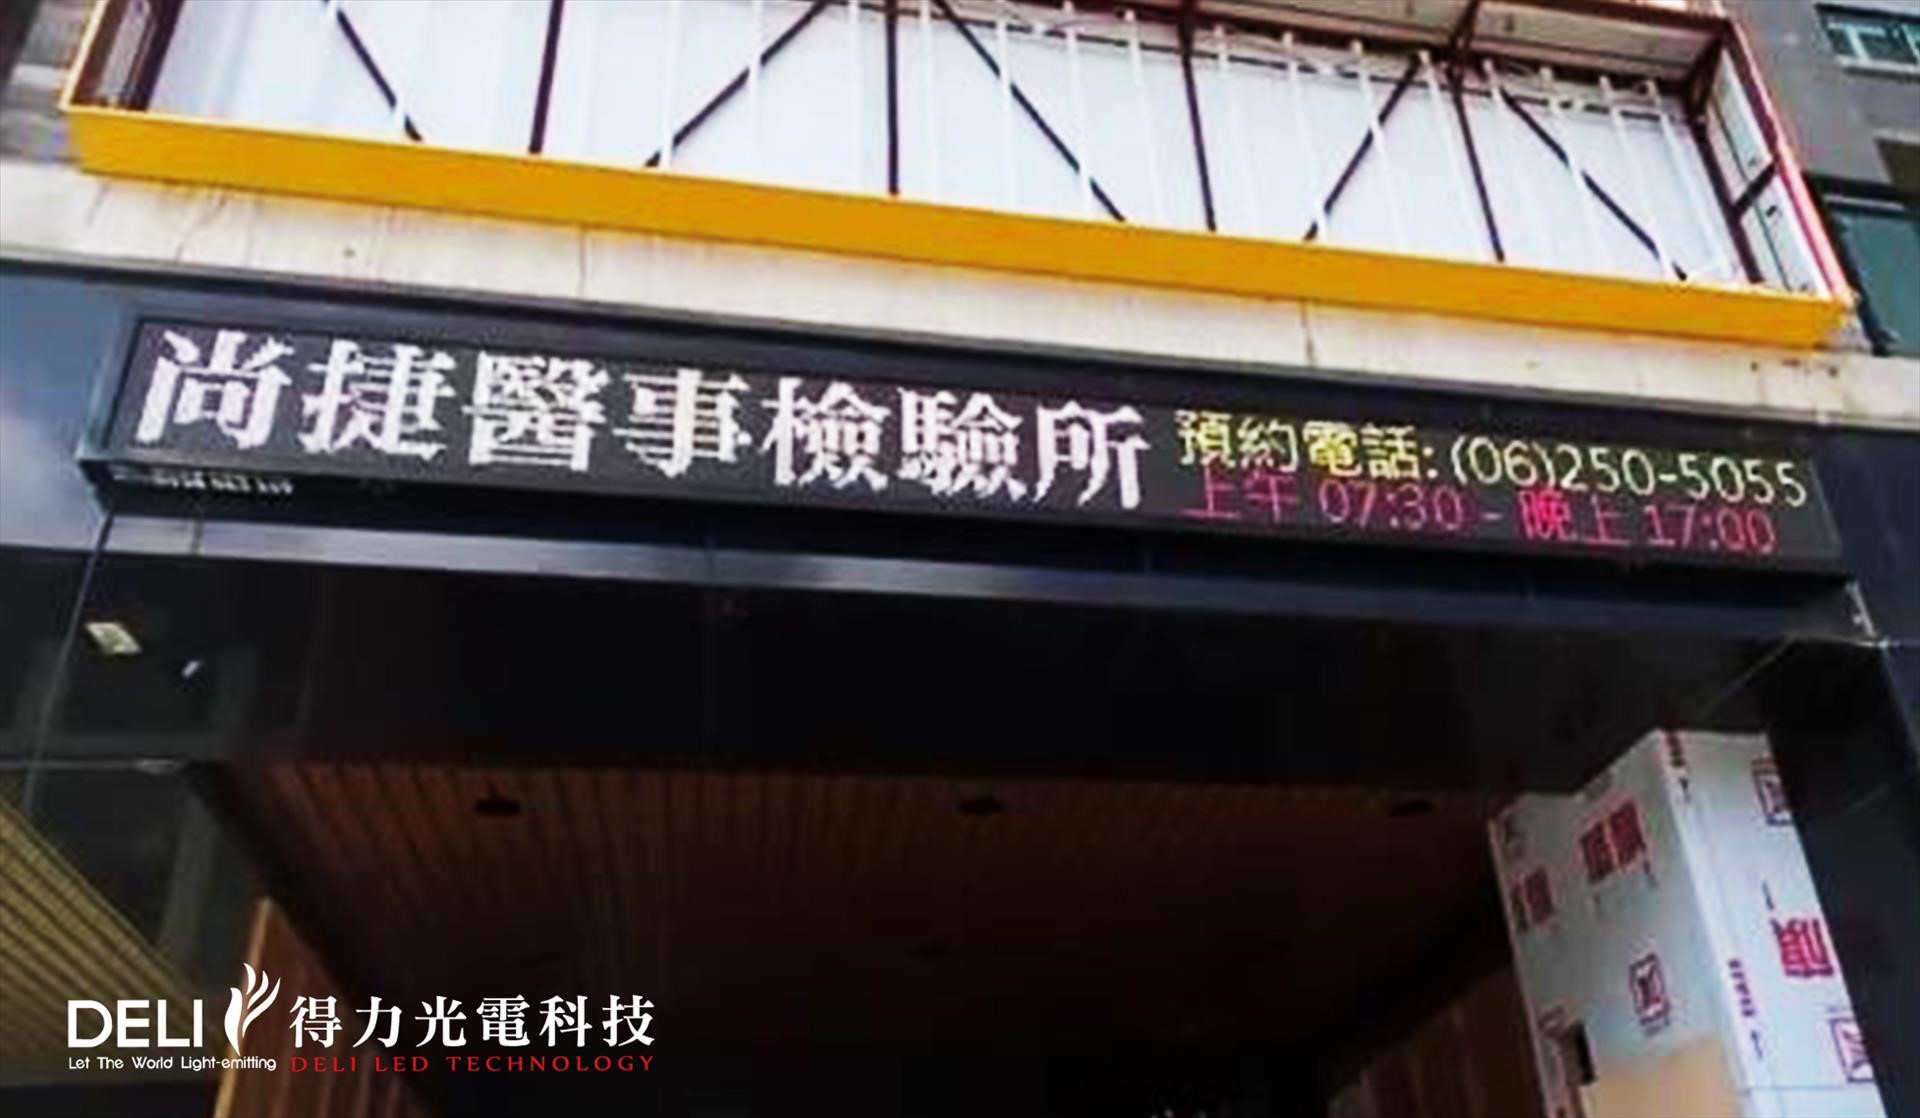 尚捷醫事檢驗所
預約電話:(06)250-5055
上午 07:30 - 晚上 17:00
DELI 得力光電科技
Let The World Light-emitting DELI LED TECHNOLOGY